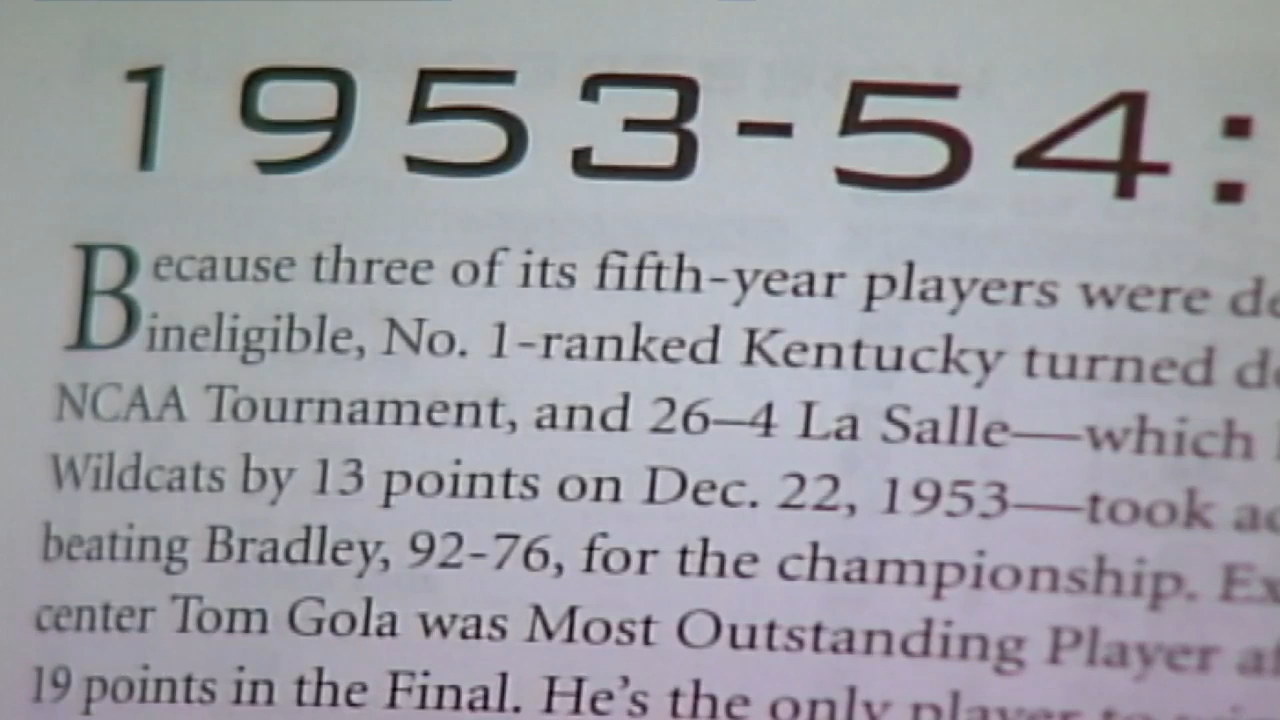 1953-54:
Because three of its fifth-year players were
ineligible, No. 1-ranked Kentucky turned
NCAA Tournament, and 26–4 La Salle—which
Wildcats by 13 points on Dec. 22, 1953—took
beating Bradley, 92-76, for the championship.
center Tom Gola was Most Outstanding Player
19 points in the Final. He's the only player